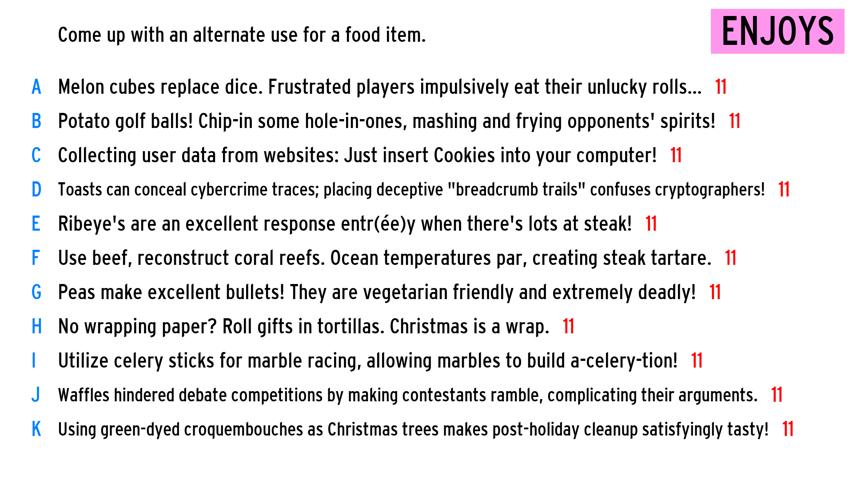 Come up with an alternate use for a food item.
ENJOYS
A Melon cubes replace dice. Frustrated players impulsively eat their unlucky rolls... 11
B Potato golf balls! Chip-in some hole-in-ones, mashing and frying opponents' spirits! 11
C Collecting user data from websites: Just insert Cookies into your computer! 11
D Toasts can conceal cybercrime traces; placing deceptive "breadcrumb trails" confuses cryptographers! 11
E Ribeye's are an excellent response entr(ée)y when there's lots at steak! 11
F Use beef, reconstruct coral reefs. Ocean temperatures par, creating steak tartare. 11
G Peas make excellent bullets! They are vegetarian friendly and extremely deadly! 11
H No wrapping paper? Roll gifts in tortillas. Christmas is a wrap. 11
I Utilize celery sticks for marble racing, allowing marbles to build a-celery-tion! 11
J Waffles hindered debate competitions by making contestants ramble, complicating their arguments. 11
K Using green-dyed croquembouches as Christmas trees makes post-holiday cleanup satisfyingly tasty! 11